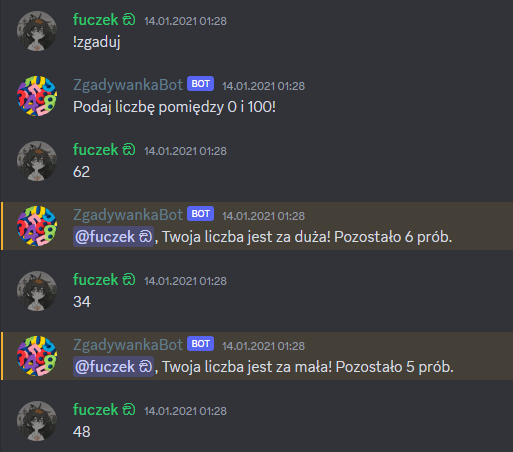 fuczek ඞ 14.01.2021 01:28
!zgaduj
ZgadywankaBot BOT 14.01.2021 01:28
Podaj liczbę pomiędzy 0 i 100!
fuczek ඞ 14.01.2021 01:28
62
ZgadywankaBot BOT 14.01.2021 01:28
@fuczek ඞ, Twoja liczba jest za duża! Pozostało 6 prób.
fuczek ඞ 14.01.2021 01:28
34
ZgadywankaBot BOT 14.01.2021 01:28
@fuczek ඞ, Twoja liczba jest za mała! Pozostało 5 prób.
fuczek ඞ 14.01.2021 01:28
48